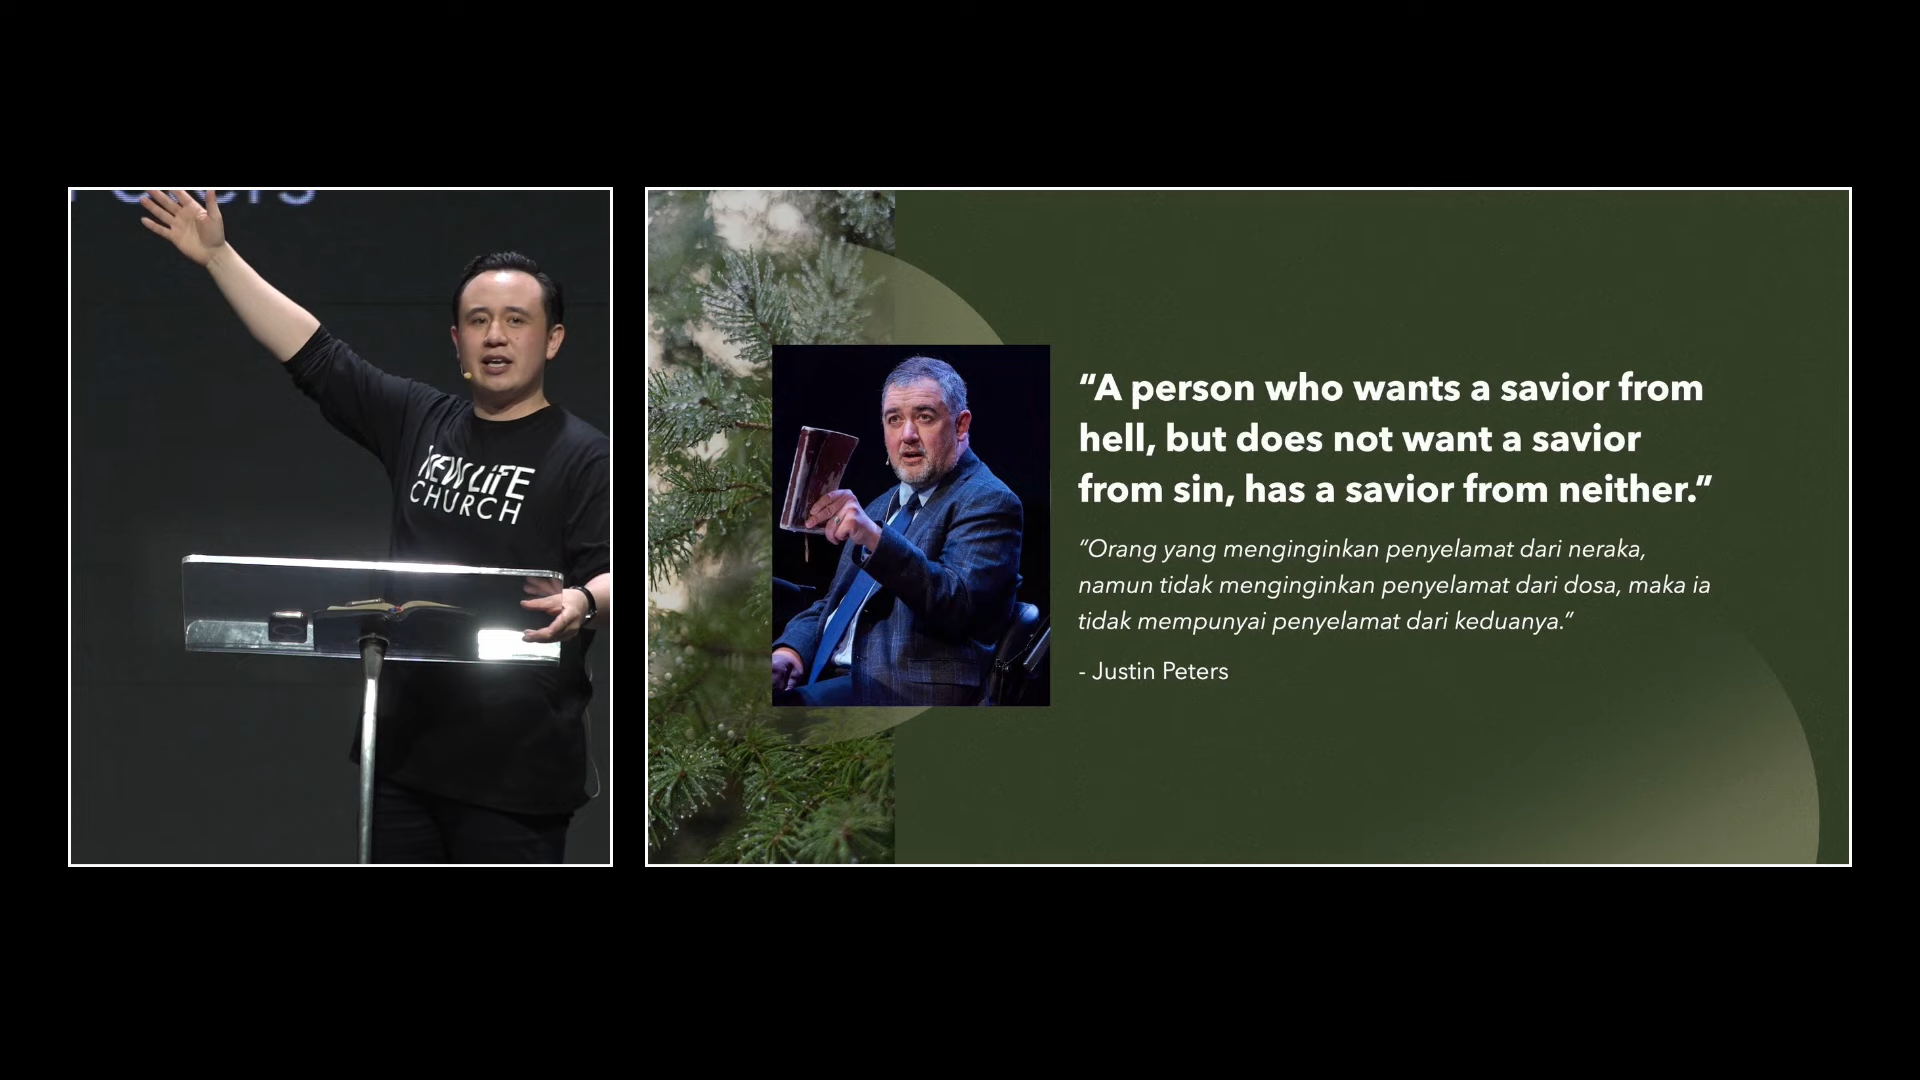 NEW LIFE
CHURCH
“A person who wants a savior from
hell, but does not want a savior
from sin, has a savior from neither.”
“Orang yang menginginkan penyelamat dari neraka,
namun tidak menginginkan penyelamat dari dosa, maka ia
tidak mempunyai penyelamat dari keduanya.”
- Justin Peters